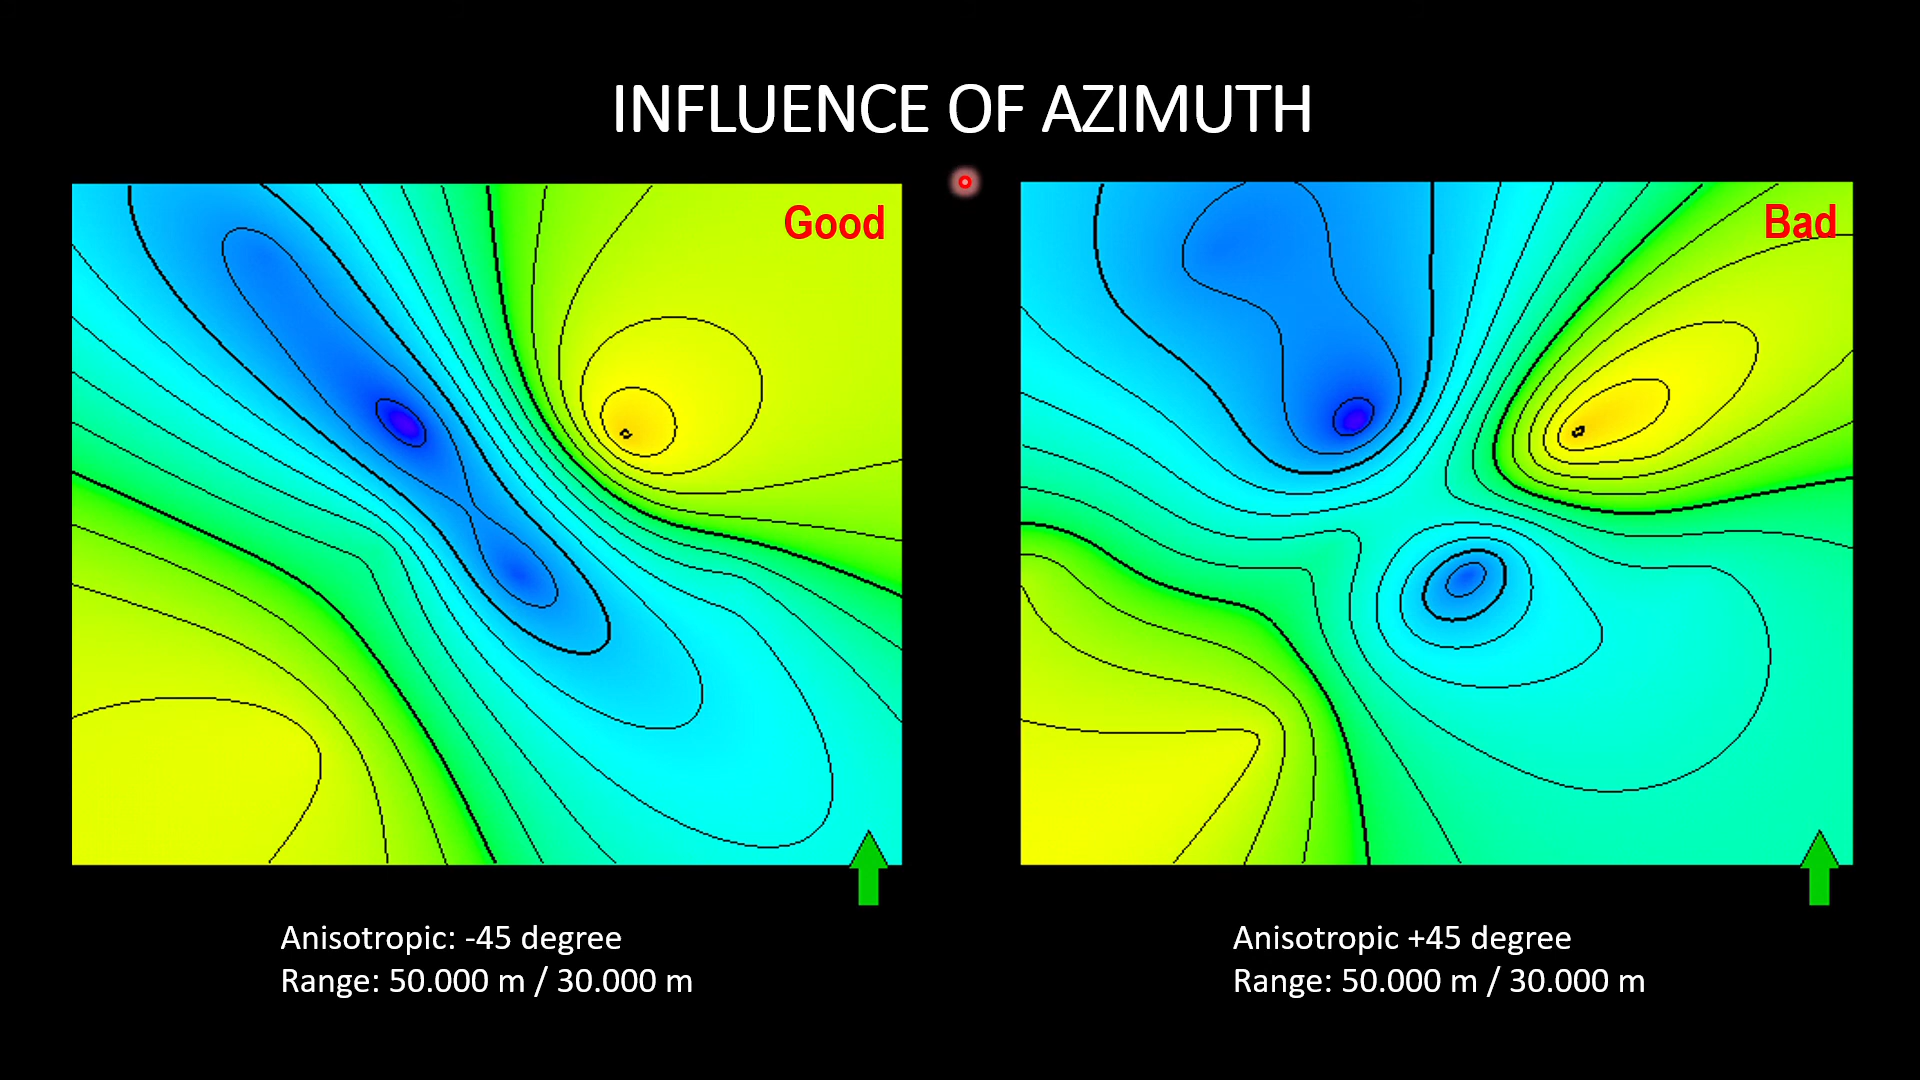 INFLUENCE OF AZIMUTH
Good
Bad
Anisotropic: -45 degree
Range: 50.000 m / 30.000 m
Anisotropic +45 degree
Range: 50.000 m / 30.000 m